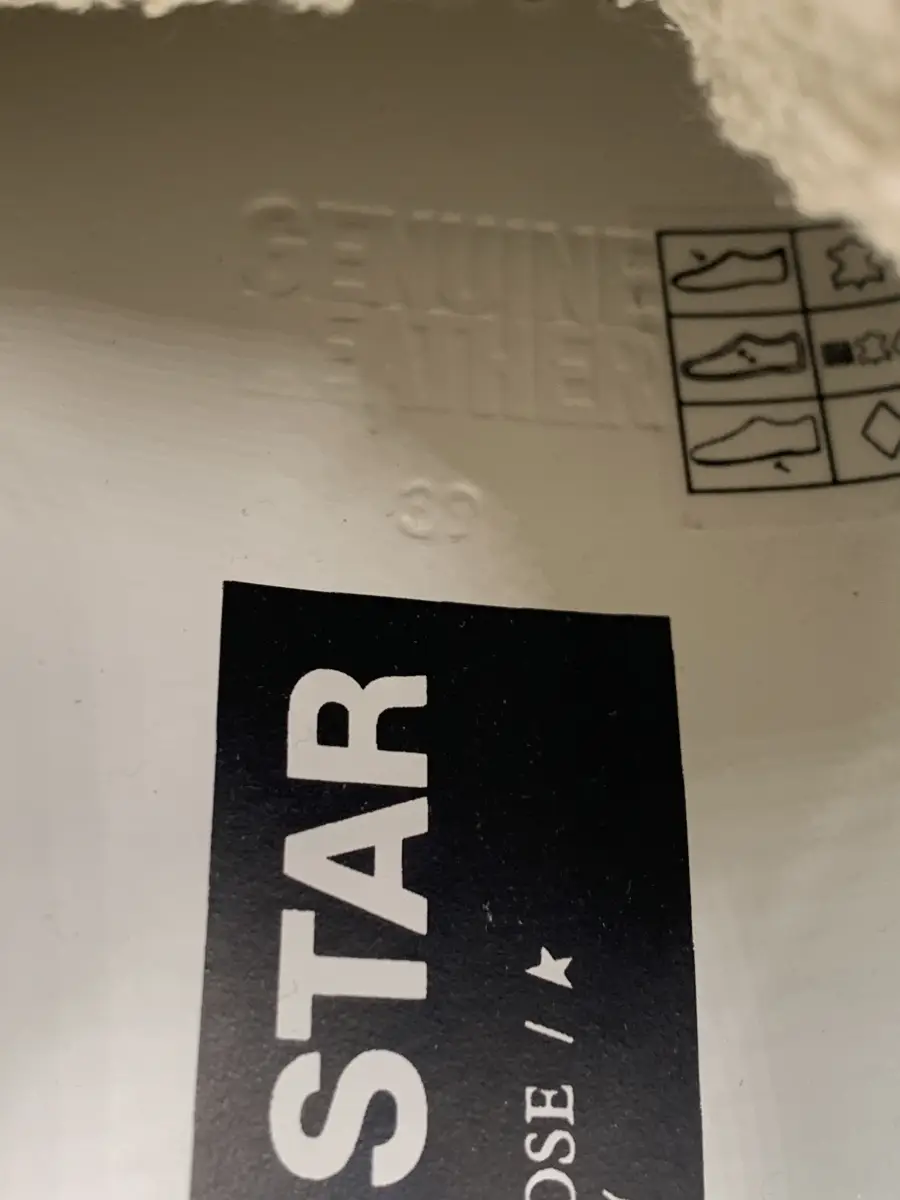 GENUINE
LEATHER
39
STAR
OSE / ★